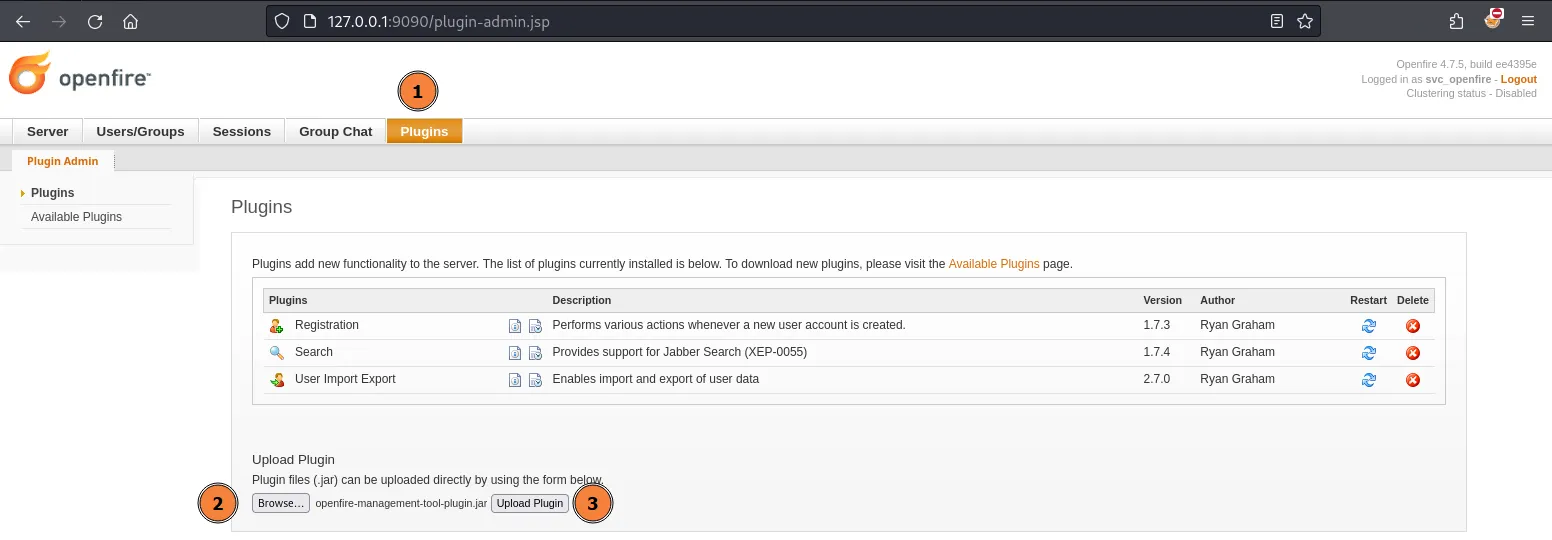 127.0.0.1:9090/plugin-admin.jsp
openfire™
Openfire 4.7.5, build ee4395e
Logged in as svc_openfire - Logout
Clustering status - Disabled
1
Server Users/Groups Sessions Group Chat Plugins
Plugin Admin
Plugins
Available Plugins
Plugins
Plugins add new functionality to the server. The list of plugins currently installed is below. To download new plugins, please visit the Available Plugins page.
Plugins Description Version Author Restart Delete
Registration Performs various actions whenever a new user account is created. 1.7.3 Ryan Graham
Search Provides support for Jabber Search (XEP-0055) 1.7.4 Ryan Graham
User Import Export Enables import and export of user data 2.7.0 Ryan Graham
Upload Plugin
Plugin files (.jar) can be uploaded directly by using the form below.
2 Browse... openfire-management-tool-plugin.jar Upload Plugin 3